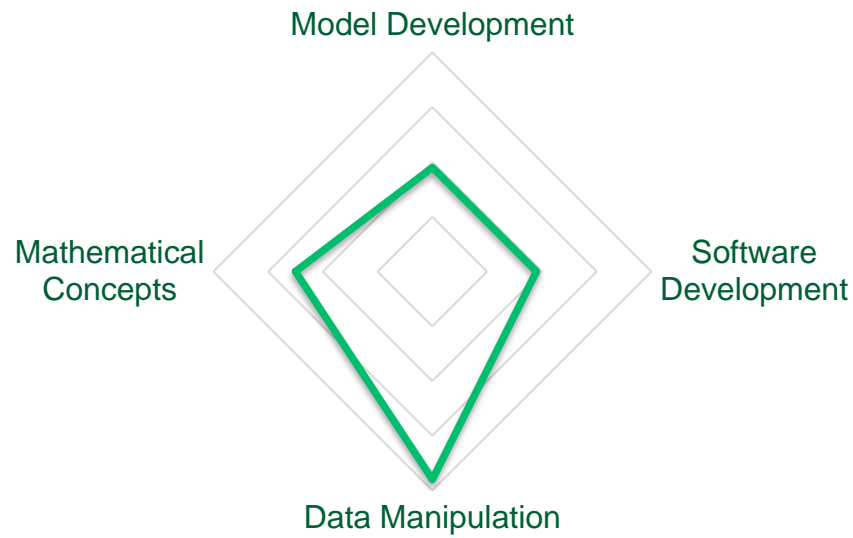 Model Development
Mathematical
Concepts
Software
Development
Data Manipulation